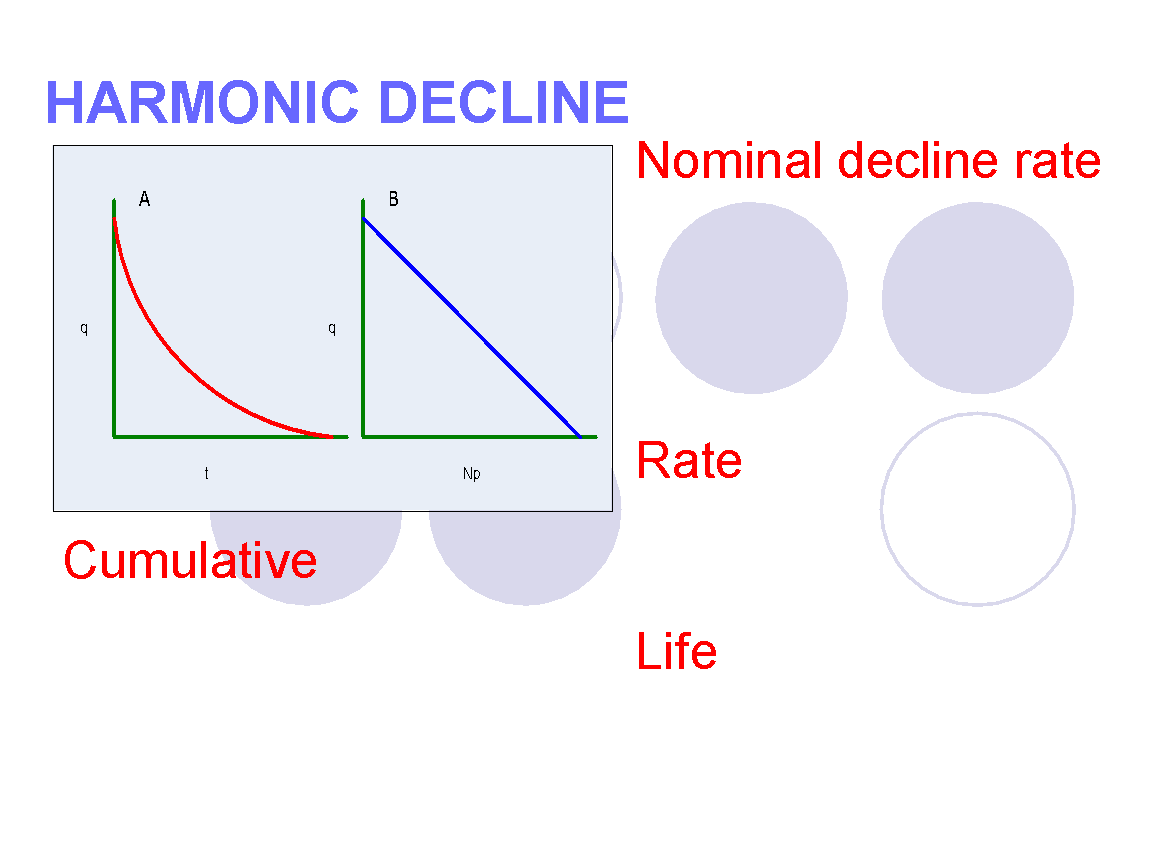 HARMONIC DECLINE
Nominal decline rate
A
B
q
q
t
Np
Rate
Cumulative
Life